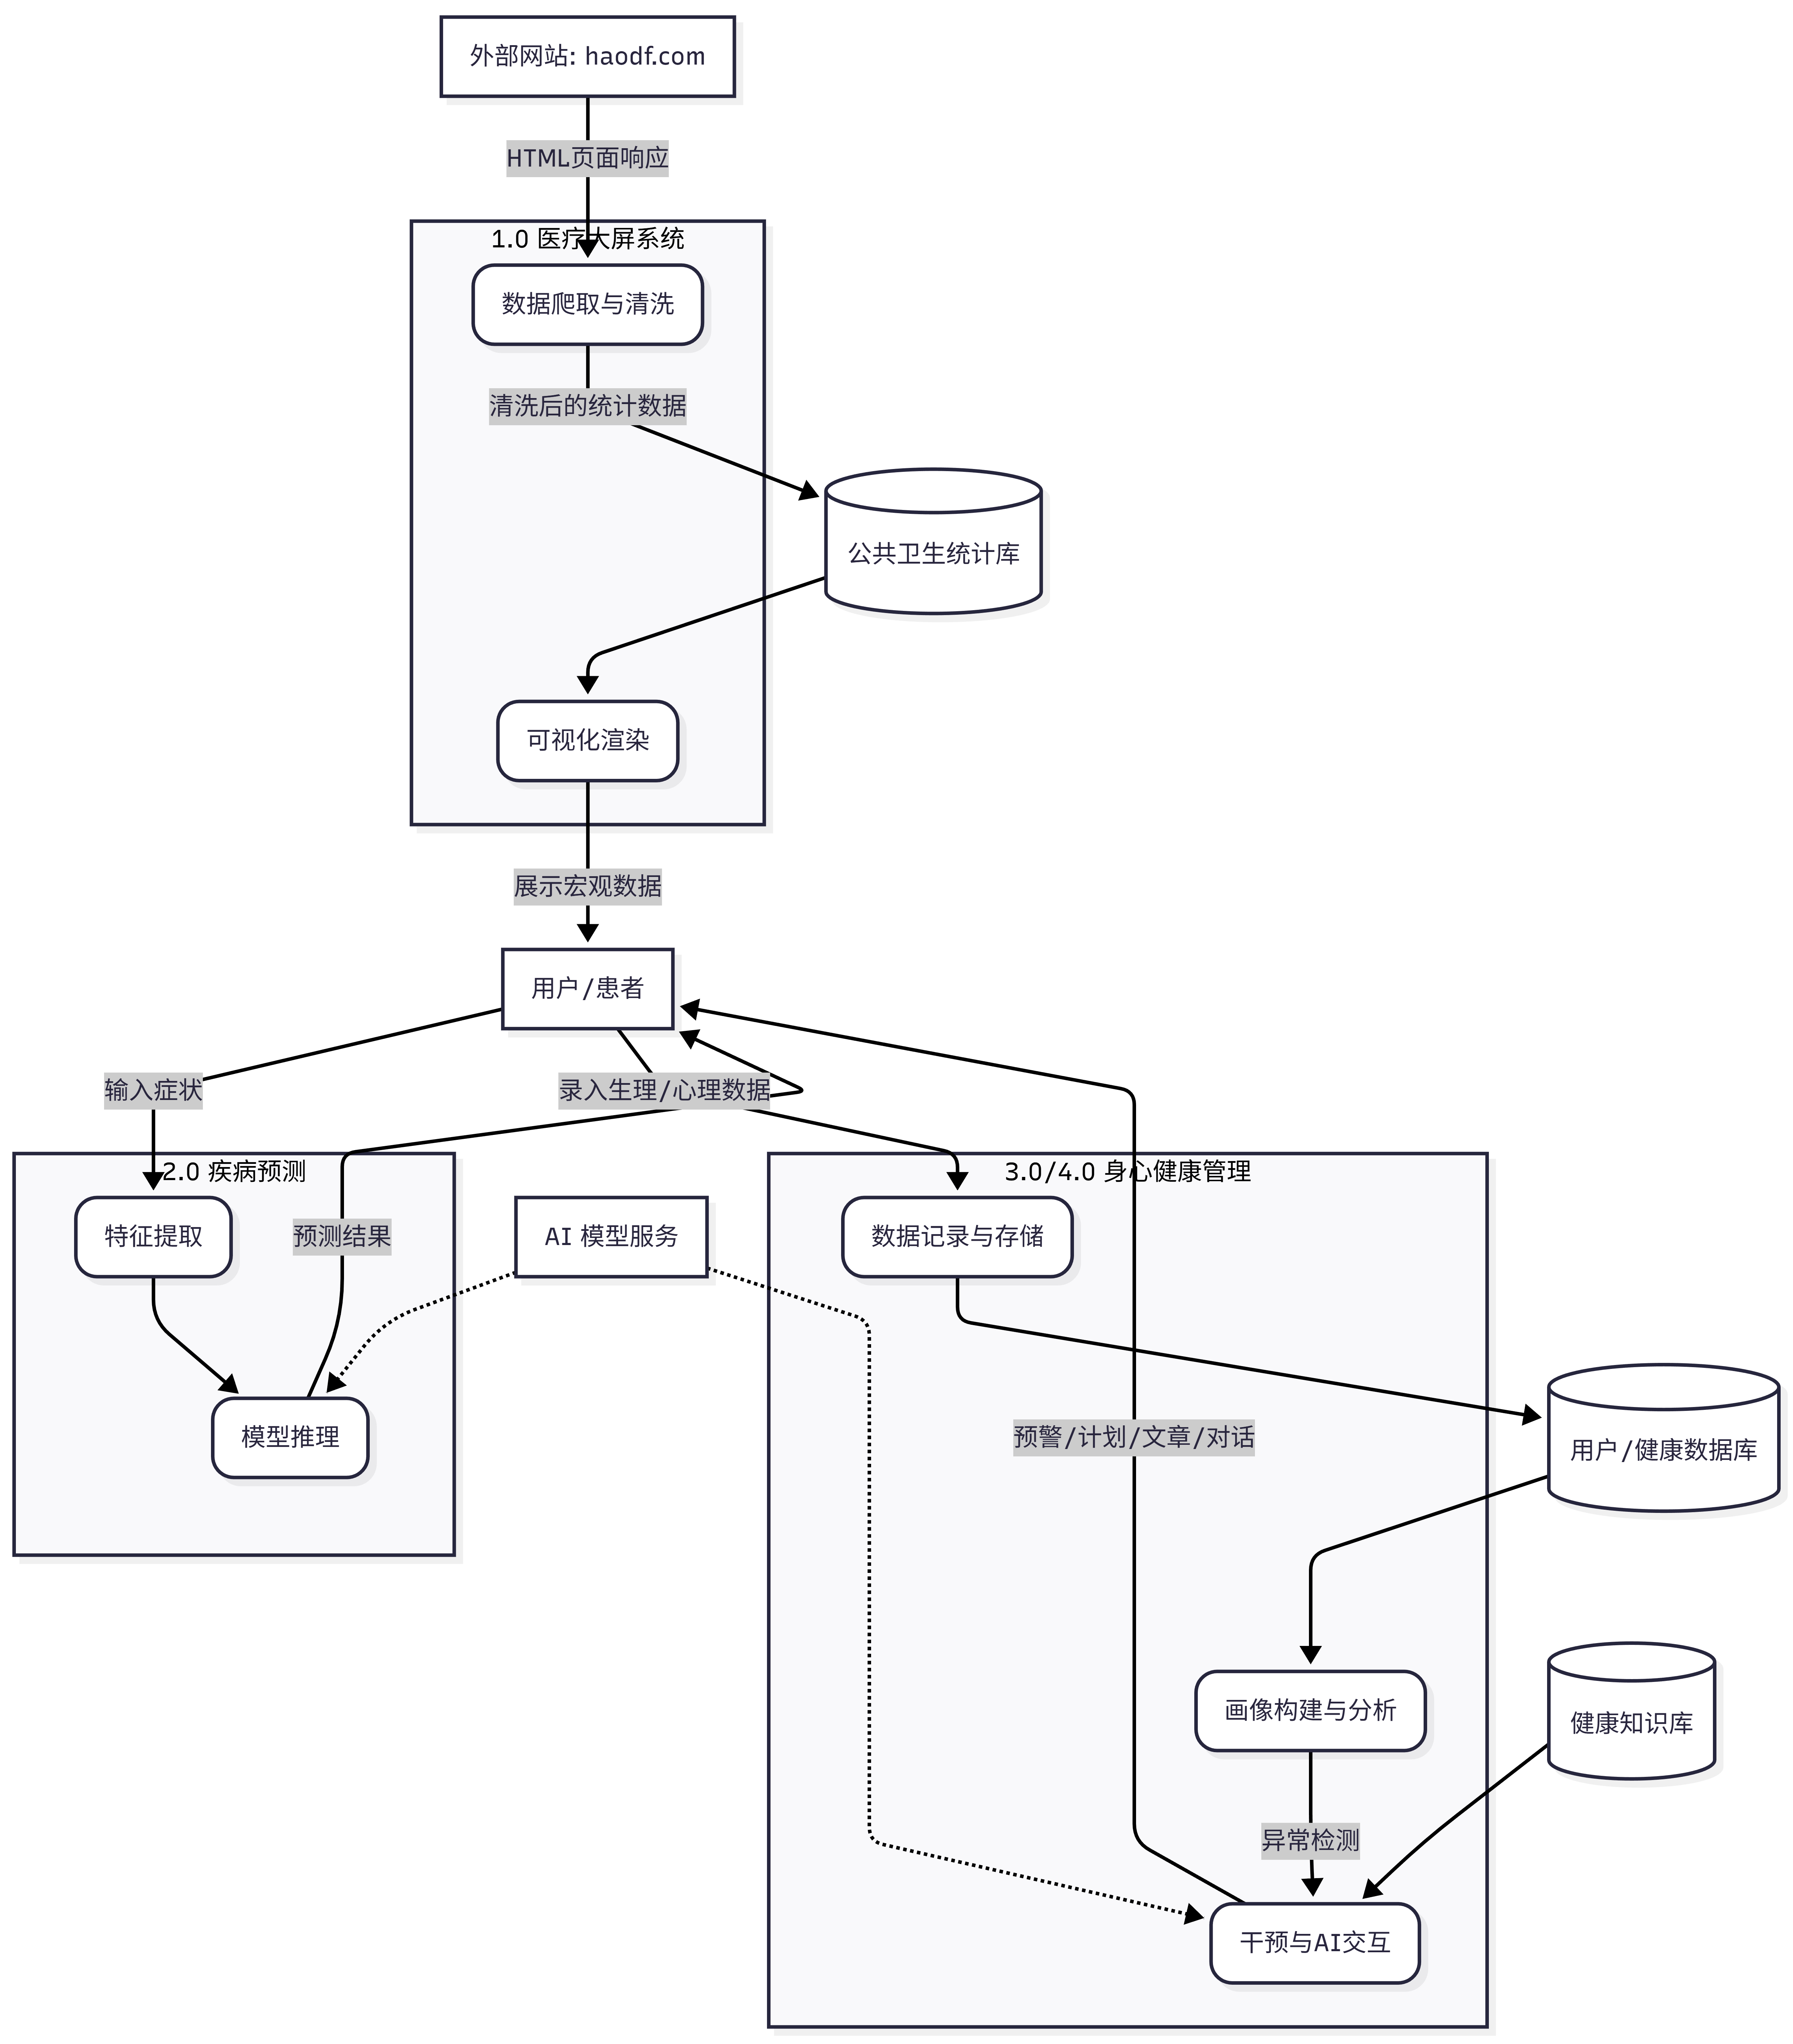 外部网站: haodf.com
HTML页面响应
1.0 医疗大屏系统
数据爬取与清洗
清洗后的统计数据
公共卫生统计库
可视化渲染
展示宏观数据
用户/患者
输入症状
录入生理/心理数据
2.0 疾病预测
3.0/4.0 身心健康管理
特征提取
预测结果
AI 模型服务
数据记录与存储
模型推理
预警/计划/文章/对话
用户/健康数据库
画像构建与分析
健康知识库
异常检测
干预与AI交互